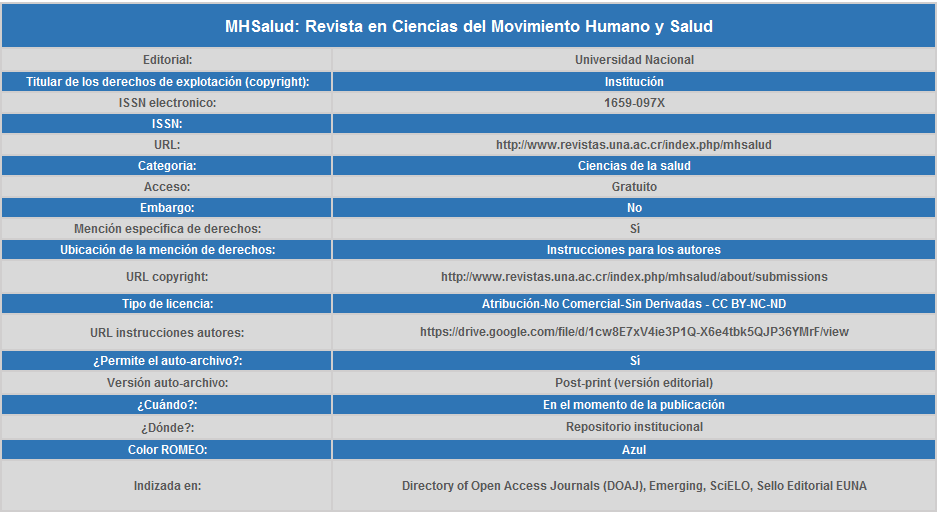 MHSalud: Revista en Ciencias del Movimiento Humano y Salud
Editorial: Universidad Nacional
Titular de los derechos de explotación (copyright): Institución
ISSN electronico: 1659-097X
ISSN:
URL: http://www.revistas.una.ac.cr/index.php/mhsalud
Categoria: Ciencias de la salud
Acceso: Gratuito
Embargo: No
Mención específica de derechos: Sí
Ubicación de la mención de derechos: Instrucciones para los autores
URL copyright: http://www.revistas.una.ac.cr/index.php/mhsalud/about/submissions
Tipo de licencia: Atribución-No Comercial-Sin Derivadas - CC BY-NC-ND
URL instrucciones autores: https://drive.google.com/file/d/1cw8E7xV4ie3P1Q-X6e4tbk5QJP36YMrF/view
¿Permite el auto-archivo?: Sí
Versión auto-archivo: Post-print (versión editorial)
¿Cuándo?: En el momento de la publicación
¿Dónde?: Repositorio institucional
Color ROMEO: Azul
Indizada en: Directory of Open Access Journals (DOAJ), Emerging, SciELO, Sello Editorial EUNA